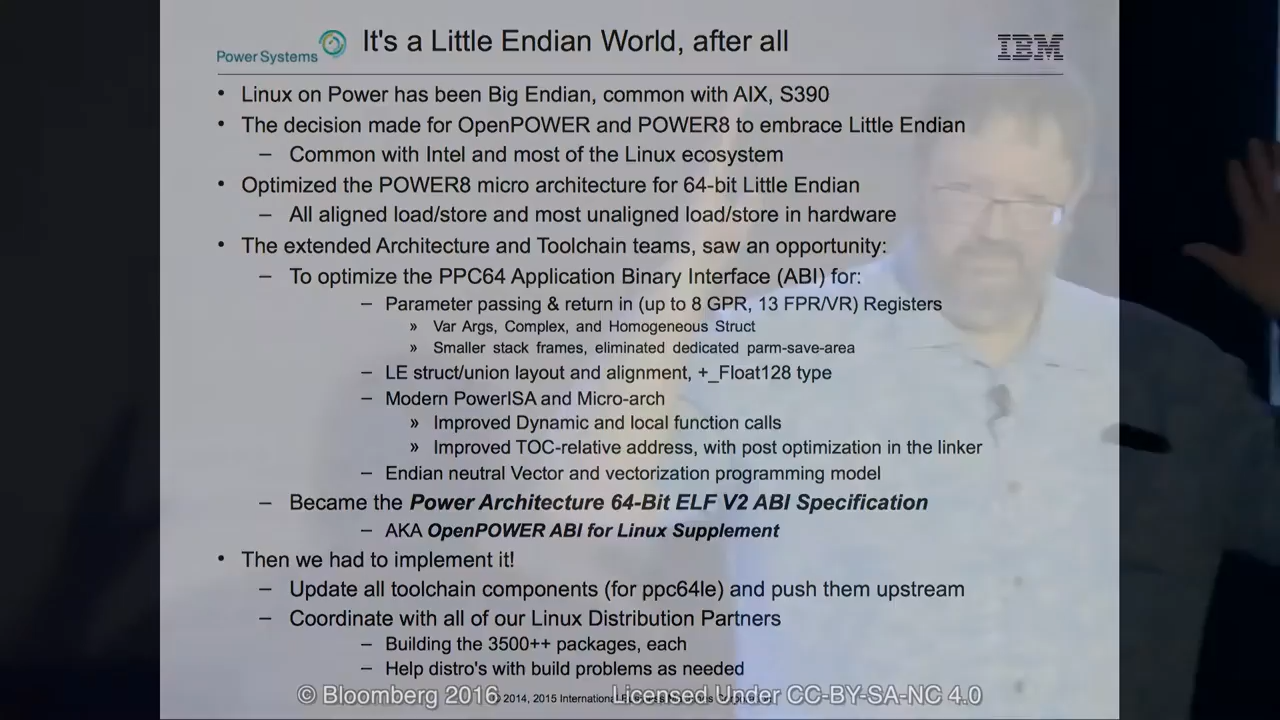 It's a Little Endian World, after all
Power Systems
IBM
• Linux on Power has been Big Endian, common with AIX, S390
• The decision made for OpenPOWER and POWER8 to embrace Little Endian
– Common with Intel and most of the Linux ecosystem
• Optimized the POWER8 micro architecture for 64-bit Little Endian
– All aligned load/store and most unaligned load/store in hardware
• The extended Architecture and Toolchain teams, saw an opportunity:
– To optimize the PPC64 Application Binary Interface (ABI) for:
– Parameter passing & return in (up to 8 GPR, 13 FPR/VR) Registers
» Var Args, Complex, and Homogeneous Struct
» Smaller stack frames, eliminated dedicated parm-save-area
– LE struct/union layout and alignment, +_Float128 type
– Modern PowerISA and Micro-arch
» Improved Dynamic and local function calls
» Improved TOC-relative address, with post optimization in the linker
– Endian neutral Vector and vectorization programming model
– Became the Power Architecture 64-Bit ELF V2 ABI Specification
– AKA OpenPOWER ABI for Linux Supplement
• Then we had to implement it!
– Update all toolchain components (for ppc64le) and push them upstream
– Coordinate with all of our Linux Distribution Partners
– Building the 3500++ packages, each
– Help distro's with build problems as needed
© Bloomberg 2016
© 2014, 2015 International
Licensed Under CC-BY-SA-NC 4.0